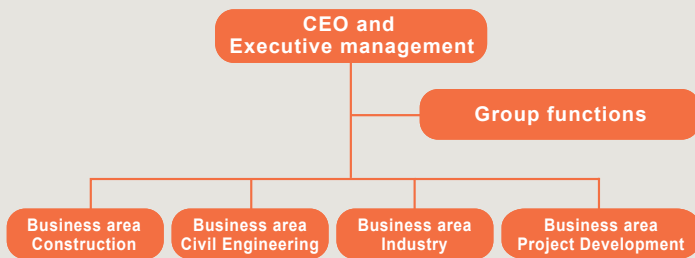 CEO and
Executive management
Group functions
Business area
Construction
Business area
Civil Engineering
Business area
Industry
Business area
Project Development